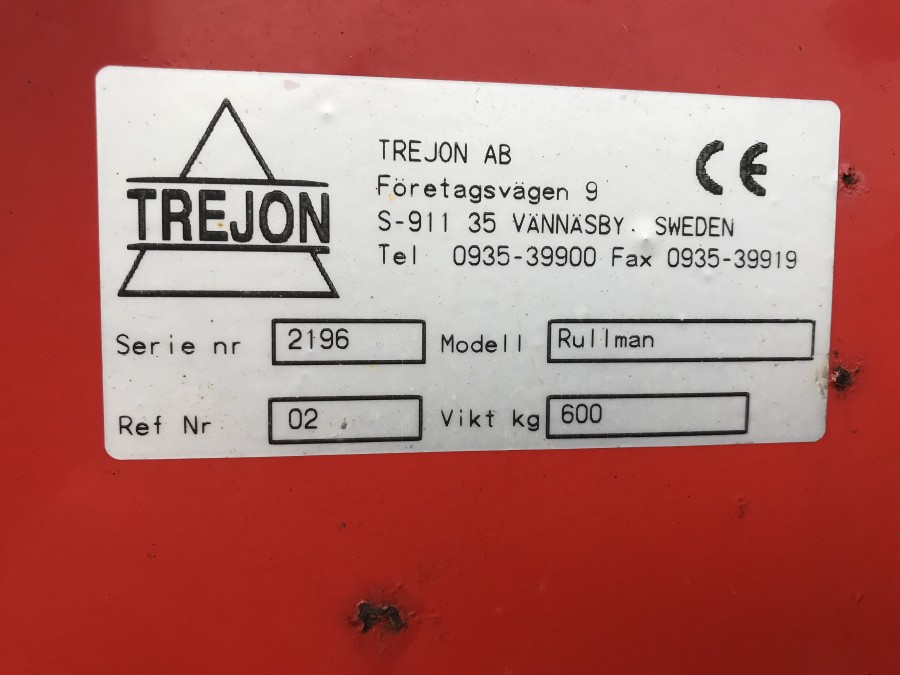 TREJON
TREJON AB
Företagsvägen 9
S-911 35 VÄNNÄSBY. SWEDEN
Tel 0935-39900 Fax 0935-39919
CE
Serie nr 2196 Modell Rullman
Ref Nr 02 Vikt kg 600